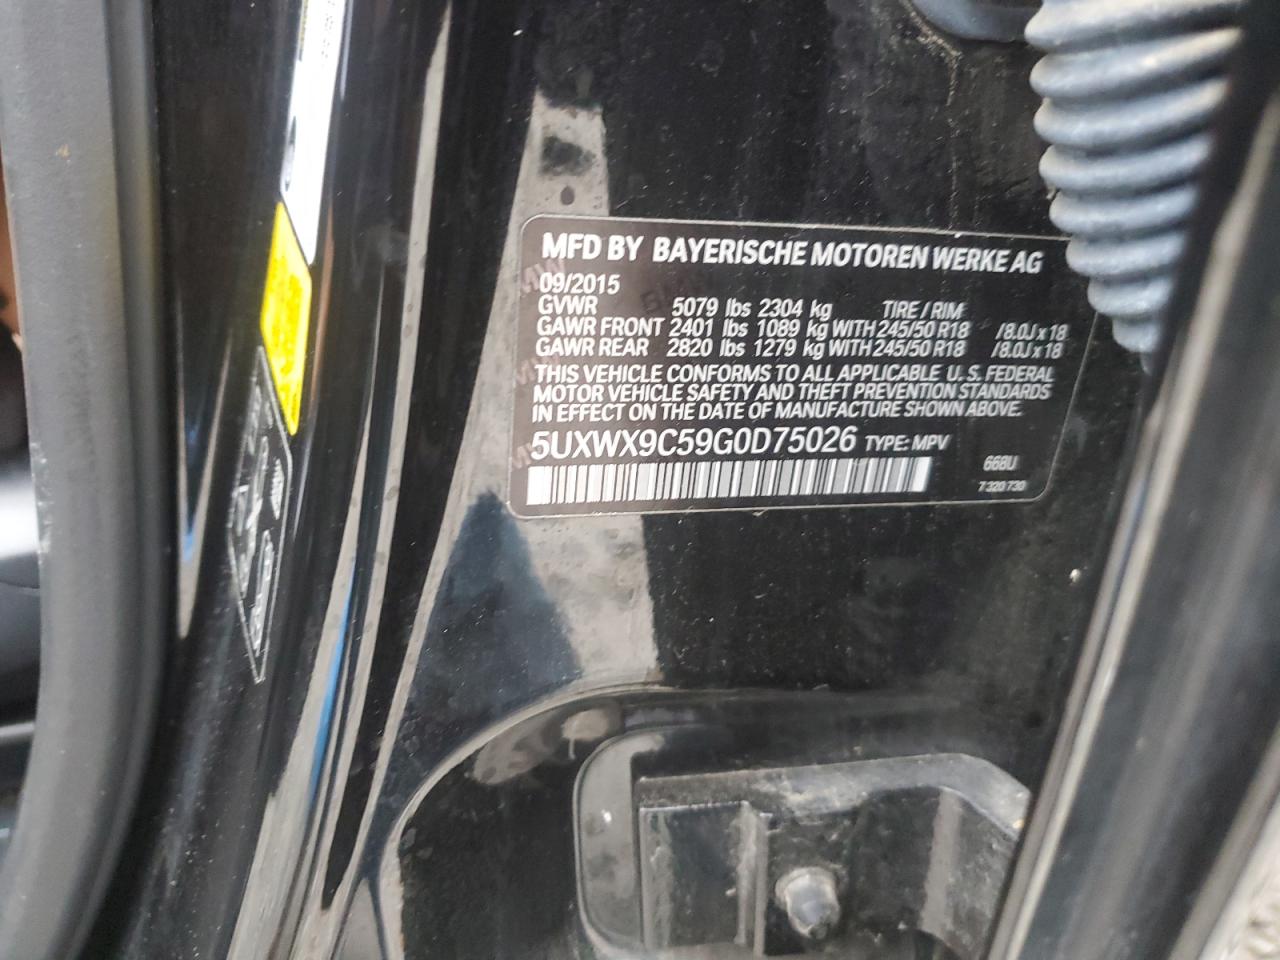 MFD BY BAYERISCHE MOTOREN WERKE AG
09/2015
GVWR 5079 lbs 2304 kg TIRE / RIM
GAWR FRONT 2401 lbs 1089 kg WITH 245/50 R18 /8.0J x 18
GAWR REAR 2820 lbs 1279 kg WITH 245/50 R18 /8.0J x 18
THIS VEHICLE CONFORMS TO ALL APPLICABLE U.S. FEDERAL
MOTOR VEHICLE SAFETY AND THEFT PREVENTION STANDARDS
IN EFFECT ON THE DATE OF MANUFACTURE SHOWN ABOVE.
5UXWX9C59G0D75026 TYPE: MPV
668U
7 320 730